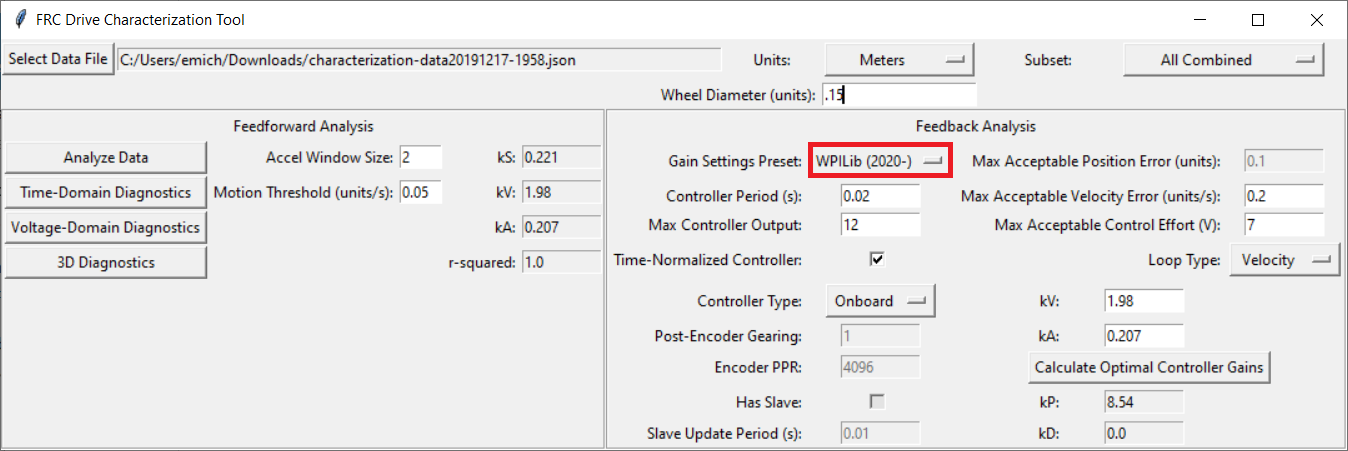 FRC Drive Characterization Tool
Select Data File C:/Users/emich/Downloads/characterization-data20191217-1958.json Units: Meters Subset: All Combined
Wheel Diameter (units): .15
Feedforward Analysis
Analyze Data Accel Window Size: 2 kS: 0.221
Time-Domain Diagnostics Motion Threshold (units/s): 0.05 kV: 1.98
Voltage-Domain Diagnostics kA: 0.207
3D Diagnostics r-squared: 1.0
Feedback Analysis
Gain Settings Preset: WPILib (2020-) Max Acceptable Position Error (units): 0.1
Controller Period (s): 0.02 Max Acceptable Velocity Error (units/s): 0.2
Max Controller Output: 12 Max Acceptable Control Effort (V): 7
Time-Normalized Controller: Loop Type: Velocity
Controller Type: Onboard kV: 1.98
Post-Encoder Gearing: 1 kA: 0.207
Encoder PPR: 4096 Calculate Optimal Controller Gains
Has Slave: kP: 8.54
Slave Update Period (s): 0.01 kD: 0.0